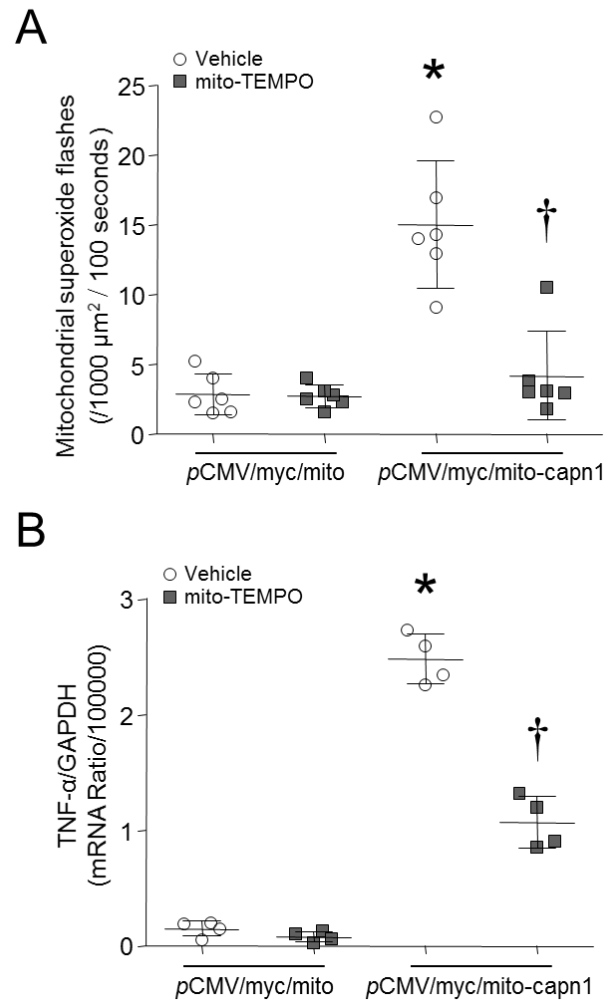 A
Vehicle
mito-TEMPO
Mitochondrial superoxide flashes
(/1000 µm² / 100 seconds)
25
20
15
10
5
0
*
†
pCMV/myc/mito
pCMV/myc/mito-capn1
B
Vehicle
mito-TEMPO
TNF-α/GAPDH
(mRNA Ratio/100000)
3
2
1
0
*
†
pCMV/myc/mito
pCMV/myc/mito-capn1